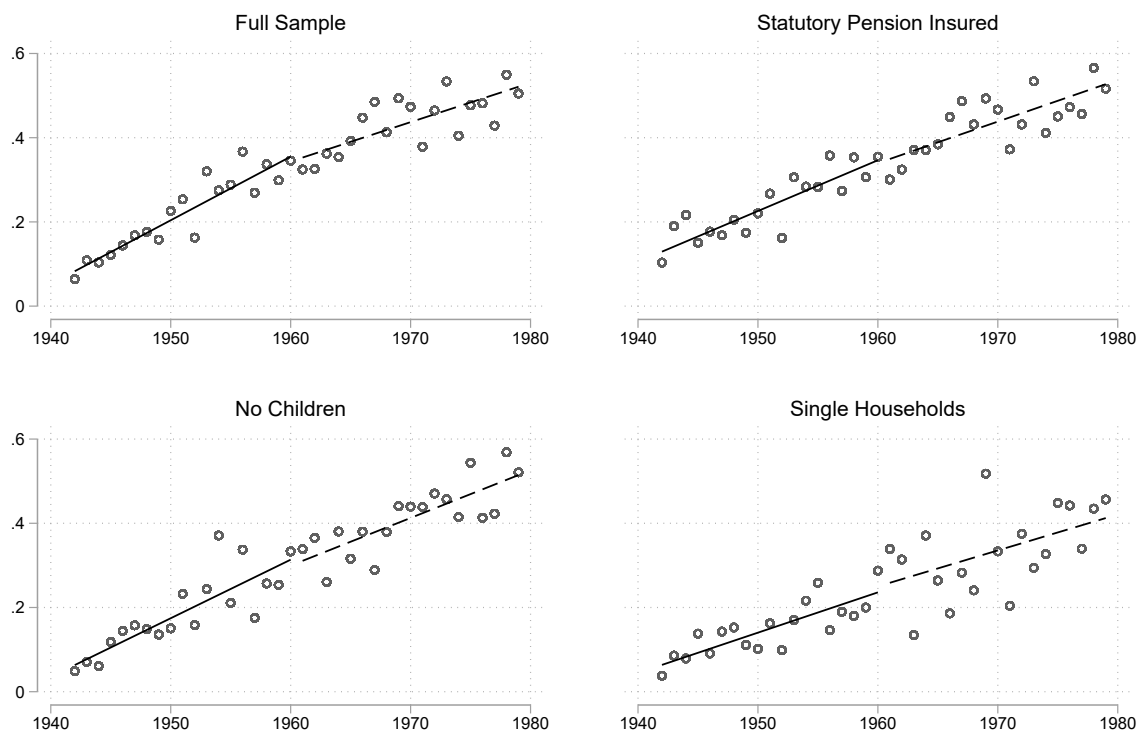 Full Sample
Statutory Pension Insured
.6
.4
.2
0
1940 1950 1960 1970 1980
1940 1950 1960 1970 1980
No Children
Single Households
.6
.4
.2
0
1940 1950 1960 1970 1980
1940 1950 1960 1970 1980